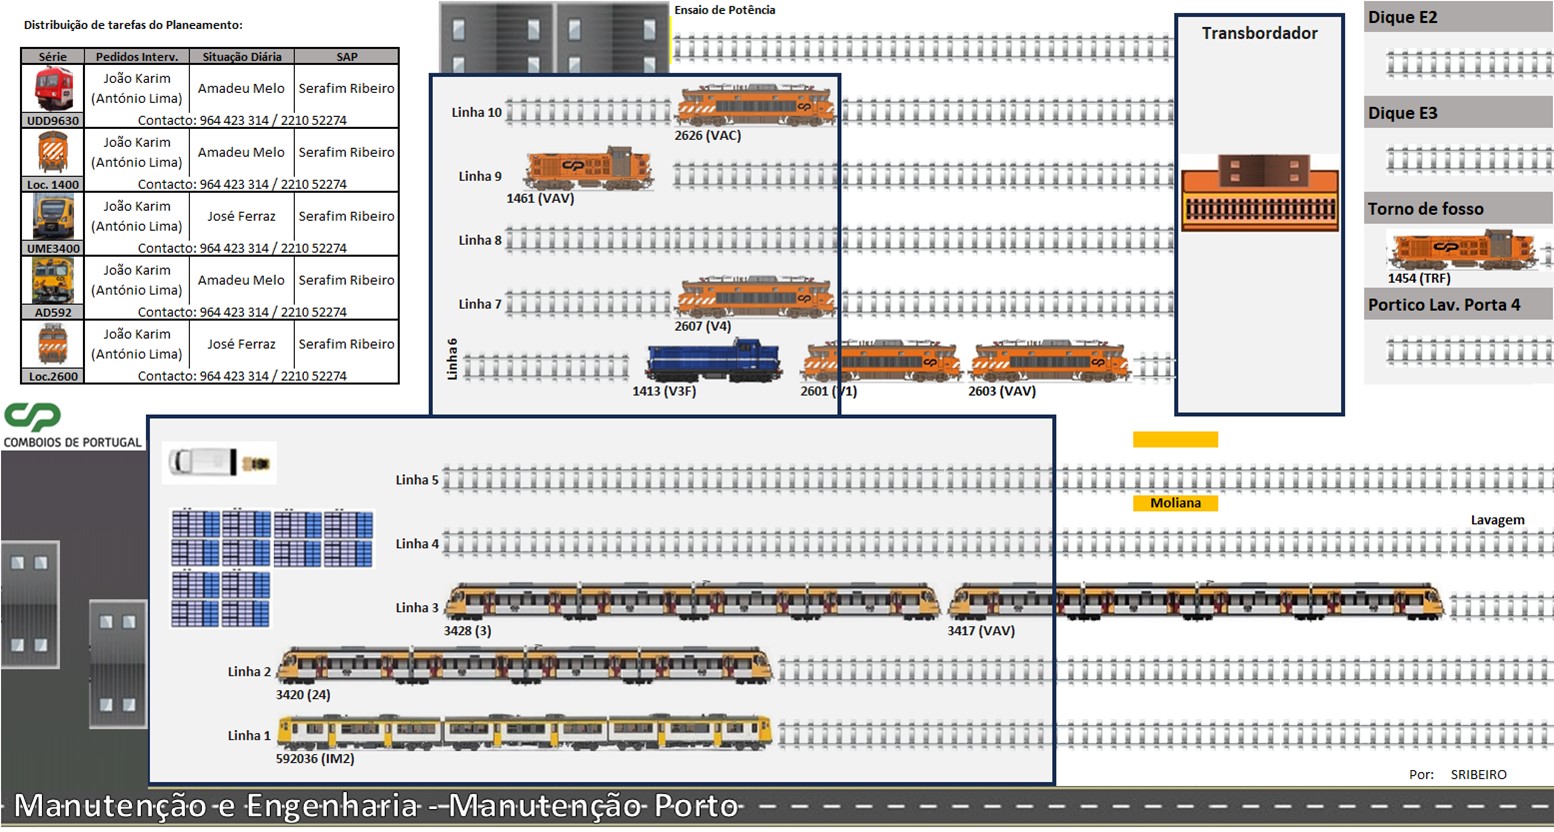 Distribuição de tarefas do Planeamento:
Série Pedidos Interv. Situação Diária SAP
João Karim
(António Lima)
Amadeu Melo
Serafim Ribeiro
UDD9630
Contacto: 964 423 314 / 2210 52274
João Karim
(António Lima)
Amadeu Melo
Serafim Ribeiro
Loc. 1400
Contacto: 964 423 314 / 2210 52274
João Karim
(António Lima)
José Ferraz
Serafim Ribeiro
UME3400
Contacto: 964 423 314 / 2210 52274
João Karim
(António Lima)
Amadeu Melo
Serafim Ribeiro
AD592
Contacto: 964 423 314 / 2210 52274
João Karim
(António Lima)
José Ferraz
Serafim Ribeiro
Loc.2600
Contacto: 964 423 314 / 2210 52274
CP
COMBOIOS DE PORTUGAL
Ensaio de Potência
Linha 10
2626 (VAC)
Linha 9
1461 (VAV)
Linha 8
Linha 7
2607 (V4)
Linha 6
1413 (V3F)
2601 (V1)
2603 (VAV)
Transbordador
Dique E2
Dique E3
Torno de fosso
1454 (TRF)
Portico Lav. Porta 4
Linha 5
Moliana
Lavagem
Linha 4
Linha 3
3428 (3)
3417 (VAV)
Linha 2
3420 (24)
Linha 1
592036 (IM2)
Por: SRIBEIRO
Manutenção e Engenharia - Manutenção Porto